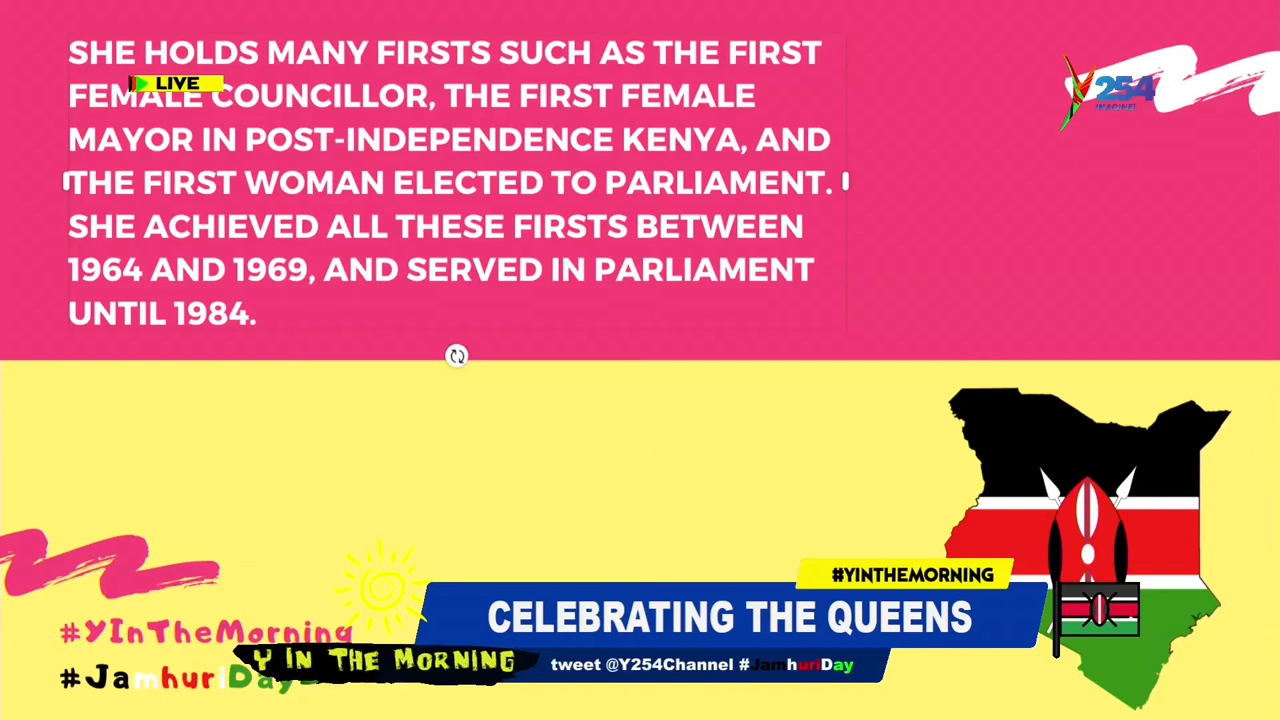 SHE HOLDS MANY FIRSTS SUCH AS THE FIRST
LIVE
FEMALE COUNCILLOR, THE FIRST FEMALE
MAYOR IN POST-INDEPENDENCE KENYA, AND
THE FIRST WOMAN ELECTED TO PARLIAMENT.
SHE ACHIEVED ALL THESE FIRSTS BETWEEN
1964 AND 1969, AND SERVED IN PARLIAMENT
UNTIL 1984.
Y254
IMAGINE!
#YINTHEMORNING
CELEBRATING THE QUEENS
#YInTheMorning
Y IN THE MORNING
tweet @Y254Channel #JamhuriDay
#JamhuriDay